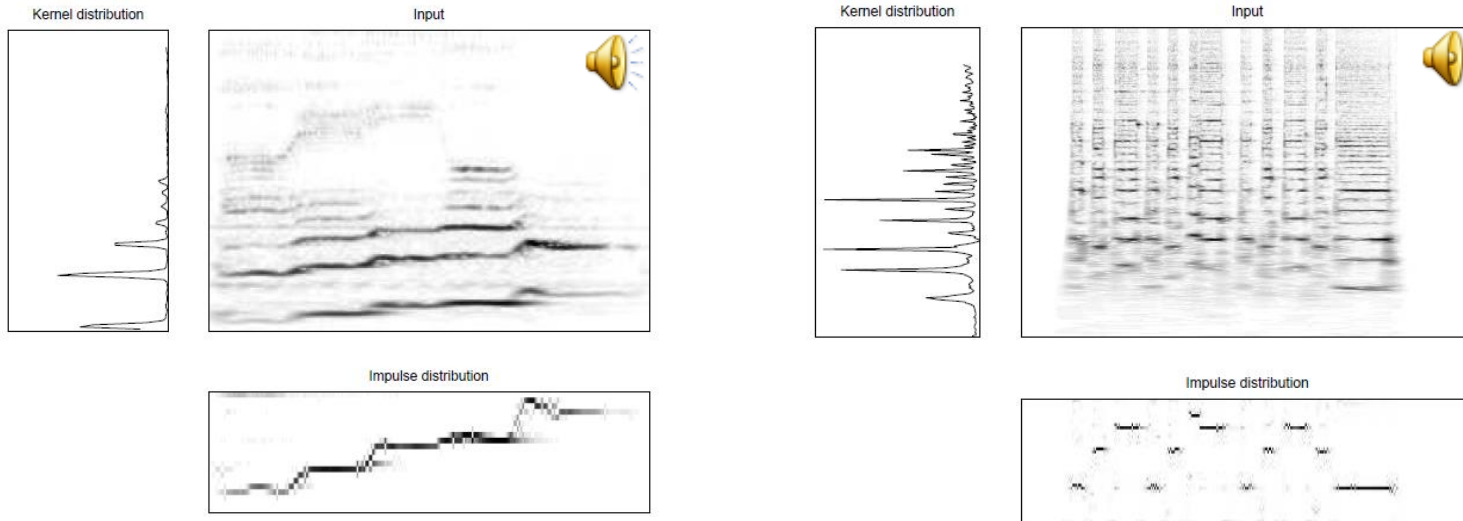 Kernel distribution
Input
Impulse distribution
Kernel distribution
Input
Impulse distribution